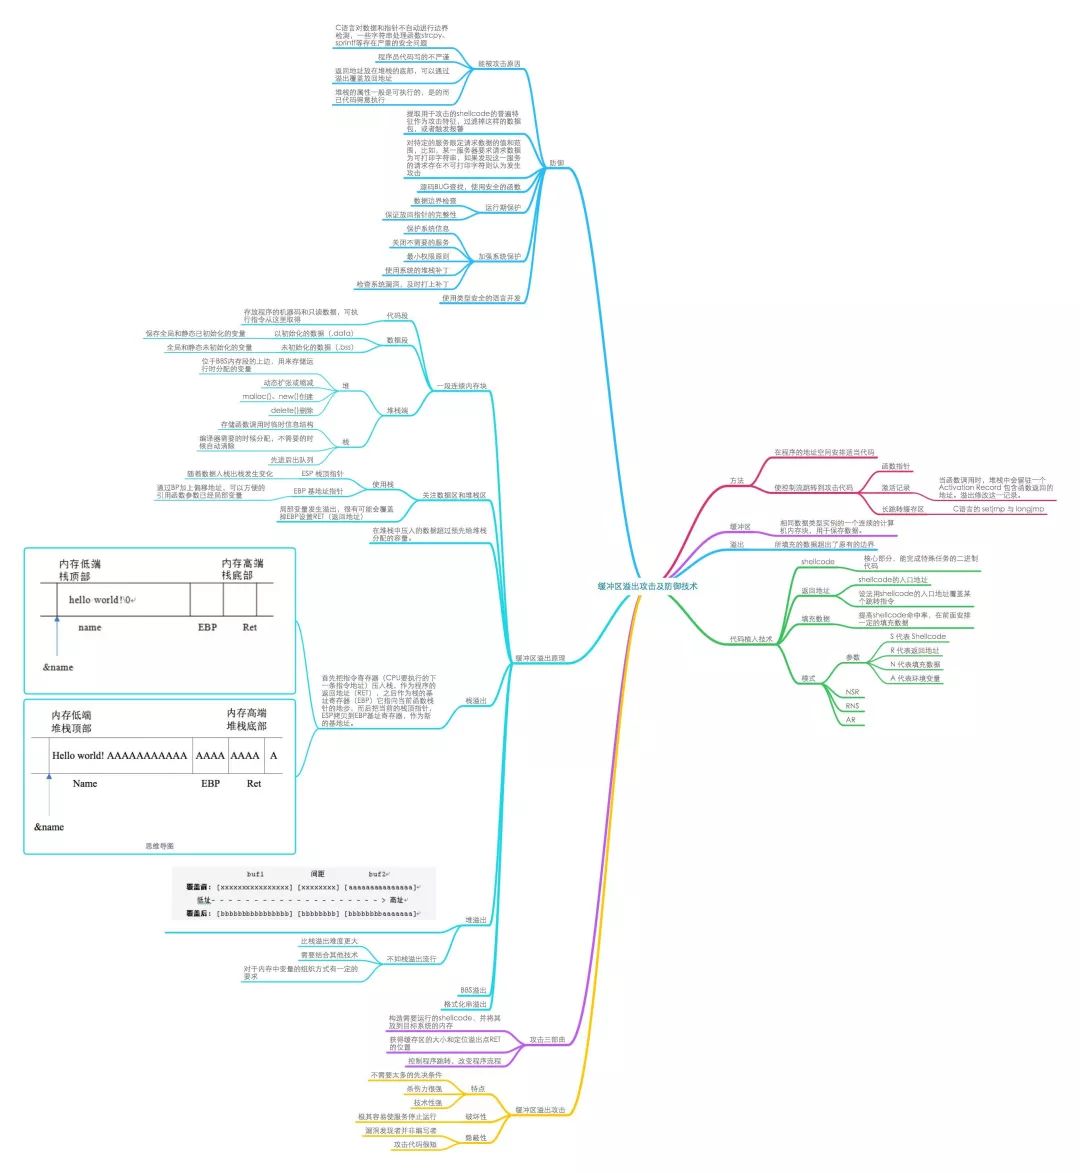 C语言对数据和指针不自动进行边界
检测，一些字符串处理函数strcpy、
sprintf等存在严重的安全问题
程序员代码写的不严谨
返回地址放在堆栈的底部，可以通过
溢出覆盖放回地址
堆栈的属性一般是可执行的，是的而
已代码得意执行
能被攻击原因
提取用于攻击的shellcode的普遍特
征作为攻击特征，过滤掉这样的数据
包，或者触发报警
对特定的服务限定请求数据的值和范
围，比如，某一服务器要求请求数据
为可打印字符串，如果发现这一服务
的请求存在不可打印字符则认为发生
攻击
源码BUG查找，使用安全的函数
数据边界检查
保证放回指针的完整性
运行期保护
保护系统信息
关闭不需要的服务
最小权限原则
使用系统的堆栈补丁
检查系统漏洞，及时打上补丁
加强系统保护
使用类型安全的语言开发
防御
存放程序的机器码和只读数据，可执
行指令从这里取得
代码段
保存全局和静态已初始化的变量
以初始化的数据（.data）
全局和静态未初始化的变量
未初始化的数据（.bss）
数据段
位于BBS内存段的上边，用来存储运
行时分配的变量
动态扩张或缩减
malloc()、new()创建
delete()删除
堆
存储函数调用时临时信息结构
编译器需要的时候分配，不需要的时
候自动清除
先进后出队列
栈
堆栈端
一段连续内存块
随着数据入栈出栈发生变化
ESP 栈顶指针
通过BP加上偏移地址，可以方便的
引用函数参数已经局部变量
EBP 基地址指针
使用栈
局部变量发生溢出，很有可能会覆盖
掉EBP设置RET（返回地址）
关注数据区和堆栈区
在堆栈中压入的数据超过预先给堆栈
分配的容量。
内存低端
栈顶部
内存高端
栈底部
hello world!\0
name
EBP
Ret
&name
内存低端
堆栈顶部
内存高端
堆栈底部
Hello world! AAAAAAAAAAA
AAAA
AAAA
A
Name
EBP
Ret
&name
思维导图
首先把指令寄存器（CPU要执行的下
一条指令地址）压入栈，作为程序的
返回地址（RET），之后作为栈的基
址寄存器（EBP）它指向当前函数栈
针的地步，而后把当前的栈顶指针，
ESP拷贝到EBP基址寄存器，作为新
的基地址。
栈溢出
buf1
间距
buf2
覆盖前：[xxxxxxxxxxxxxxxx] [xxxxxxxx] [aaaaaaaaaaaaaaa]
低址- - - - - - - - - - - - - - - - - - - - - > 高址
覆盖后：[bbbbbbbbbbbbbbbb] [bbbbbbbb] [bbbbbbbbaaaaaaa]
堆溢出
比栈溢出难度更大
需要结合其他技术
对于内存中变量的组织方式有一定的
要求
不如栈溢出流行
BBS溢出
格式化串溢出
缓冲区溢出原理
构造需要运行的shellcode，并将其
放到目标系统的内存
获得缓存区的大小和定位溢出点RET
的位置
控制程序跳转，改变程序流程
攻击三部曲
不需要太多的先决条件
杀伤力很强
技术性强
特点
极其容易使服务停止运行
破坏性
漏洞发现者并非编写者
攻击代码很短
隐蔽性
缓冲区溢出攻击
缓冲区溢出攻击及防御技术
方法
在程序的地址空间安排适当代码
使控制流跳转到攻击代码
函数指针
激活记录
当函数调用时，堆栈中会留驻一个
Activation Record 包含函数返回的
地址。溢出修改这一记录。
长跳转缓存区
C语言的 setjmp 与 longjmp
缓冲区
相同数据类型实例的一个连续的计算
机内存块，用于保存数据。
溢出
所填充的数据超出了原有的边界
代码植入技术
shellcode
核心部分，能完成特殊任务的二进制
代码
返回地址
shellcode的入口地址
设法用shellcode的入口地址覆盖某
个跳转指令
填充数据
提高shellcode命中率，在前面安排
一定的填充数据
模式
参数
S 代表 Shellcode
R 代表返回地址
N 代表填充数据
A 代表环境变量
NSR
RNS
AR